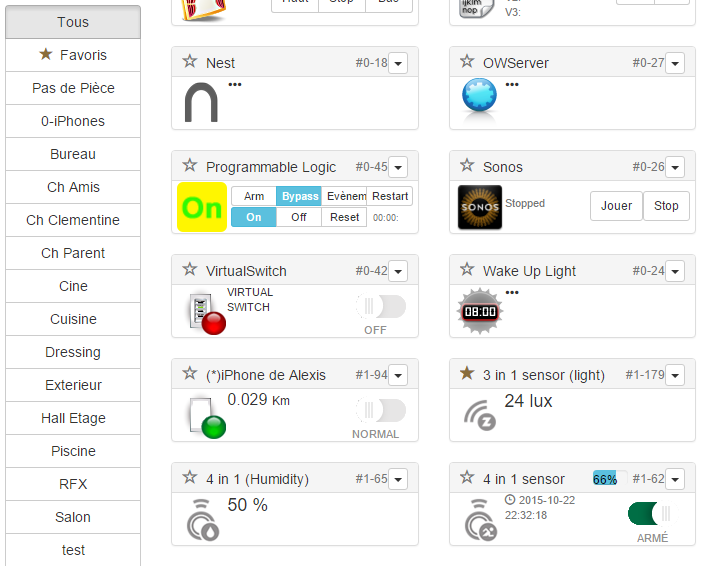 Tous
Favoris
Pas de Pièce
0-iPhones
Bureau
Ch Amis
Ch Clementine
Ch Parent
Cine
Cuisine
Dressing
Exterieur
Hall Etage
Piscine
RFX
Salon
test
Stop
V3:
Nest #0-18
•••
OWServer #0-27
•••
Programmable Logic #0-45
On
Arm Bypass Evènem Restart
On Off Reset 00:00:
Sonos #0-26
SONOS
Stopped
Jouer Stop
VirtualSwitch #0-42
VIRTUAL
SWITCH
OFF
Wake Up Light #0-24
08:00
•••
(*)iPhone de Alexis #1-94
0.029 Km
NORMAL
3 in 1 sensor (light) #1-179
24 lux
4 in 1 (Humidity) #1-65
50 %
4 in 1 sensor 66% #1-62
2015-10-22
22:32:18
ARMÉ